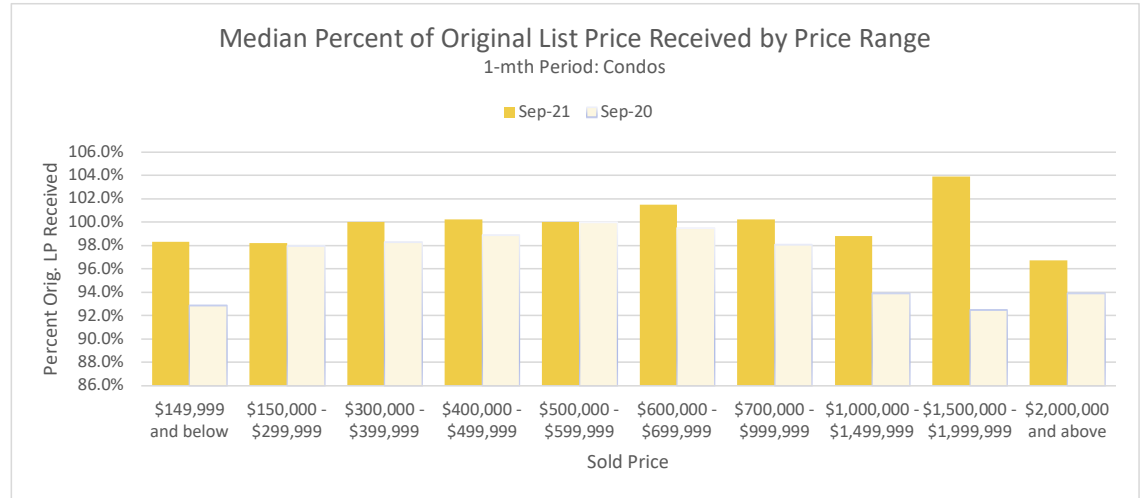 Median Percent of Original List Price Received by Price Range
1-mth Period: Condos
Sep-21 Sep-20
Percent Orig. LP Received
106.0%
104.0%
102.0%
100.0%
98.0%
96.0%
94.0%
92.0%
90.0%
88.0%
86.0%
$149,999 $150,000 - $300,000 - $400,000 - $500,000 - $600,000 - $700,000 - $1,000,000 - $1,500,000 - $2,000,000
and below $299,999 $399,999 $499,999 $599,999 $699,999 $999,999 $1,499,999 $1,999,999 and above
Sold Price